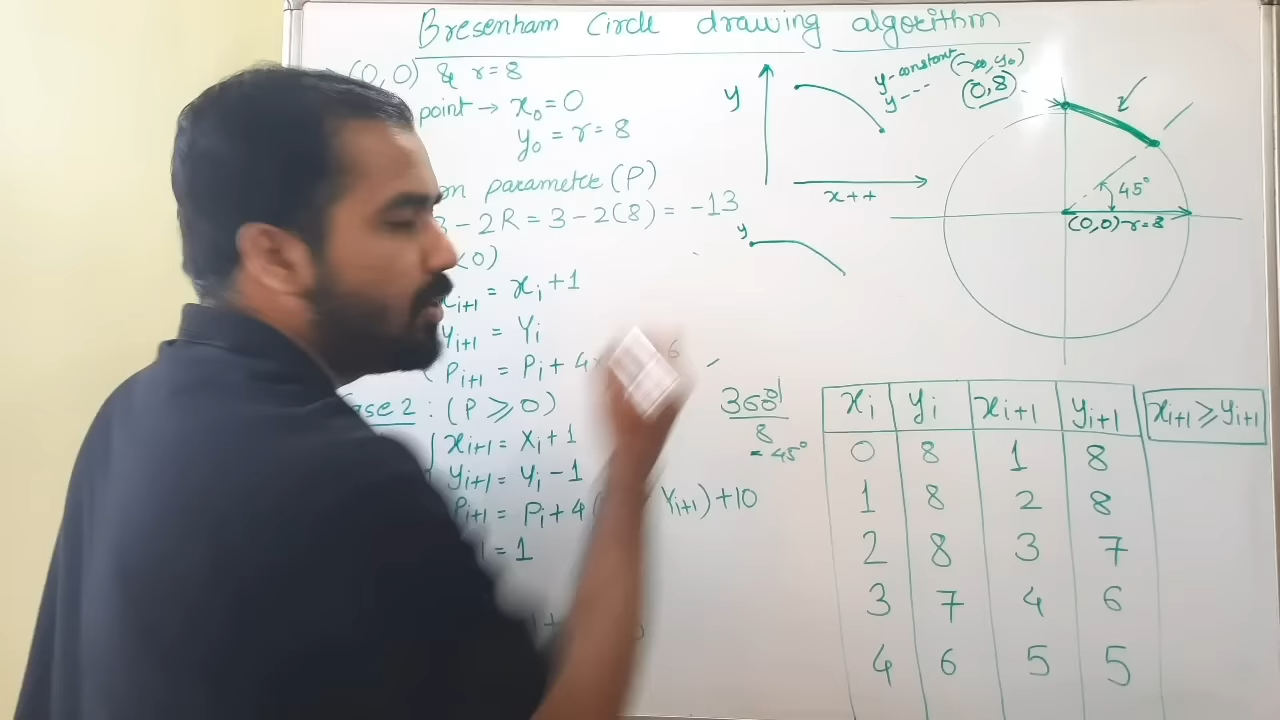 Bresenham Circle drawing algorithm
(0,0) & r=8
point → x₀=0
y₀ = r = 8
parameter (P)
3 - 2R = 3 - 2(8) = -13
<0)
xᵢ₊₁ = xᵢ+1
Yᵢ₊₁ = Yᵢ
Pᵢ₊₁ = Pᵢ + 4x 6
Case 2 : (P ≥ 0)
xᵢ₊₁ = Xᵢ+1
yᵢ₊₁ = Yᵢ -1
Pᵢ₊₁ = Pᵢ + 4( Yᵢ₊₁)+10
= 1
y
x++
y
y-constant
y---
(x₀,y₀)
(0,8)
45°
(0,0) r=8
360°
8
= 45°
xᵢ yᵢ xᵢ₊₁ yᵢ₊₁ xᵢ₊₁ ≥ yᵢ₊₁
0 8 1 8
1 8 2 8
2 8 3 7
3 7 4 6
4 6 5 5